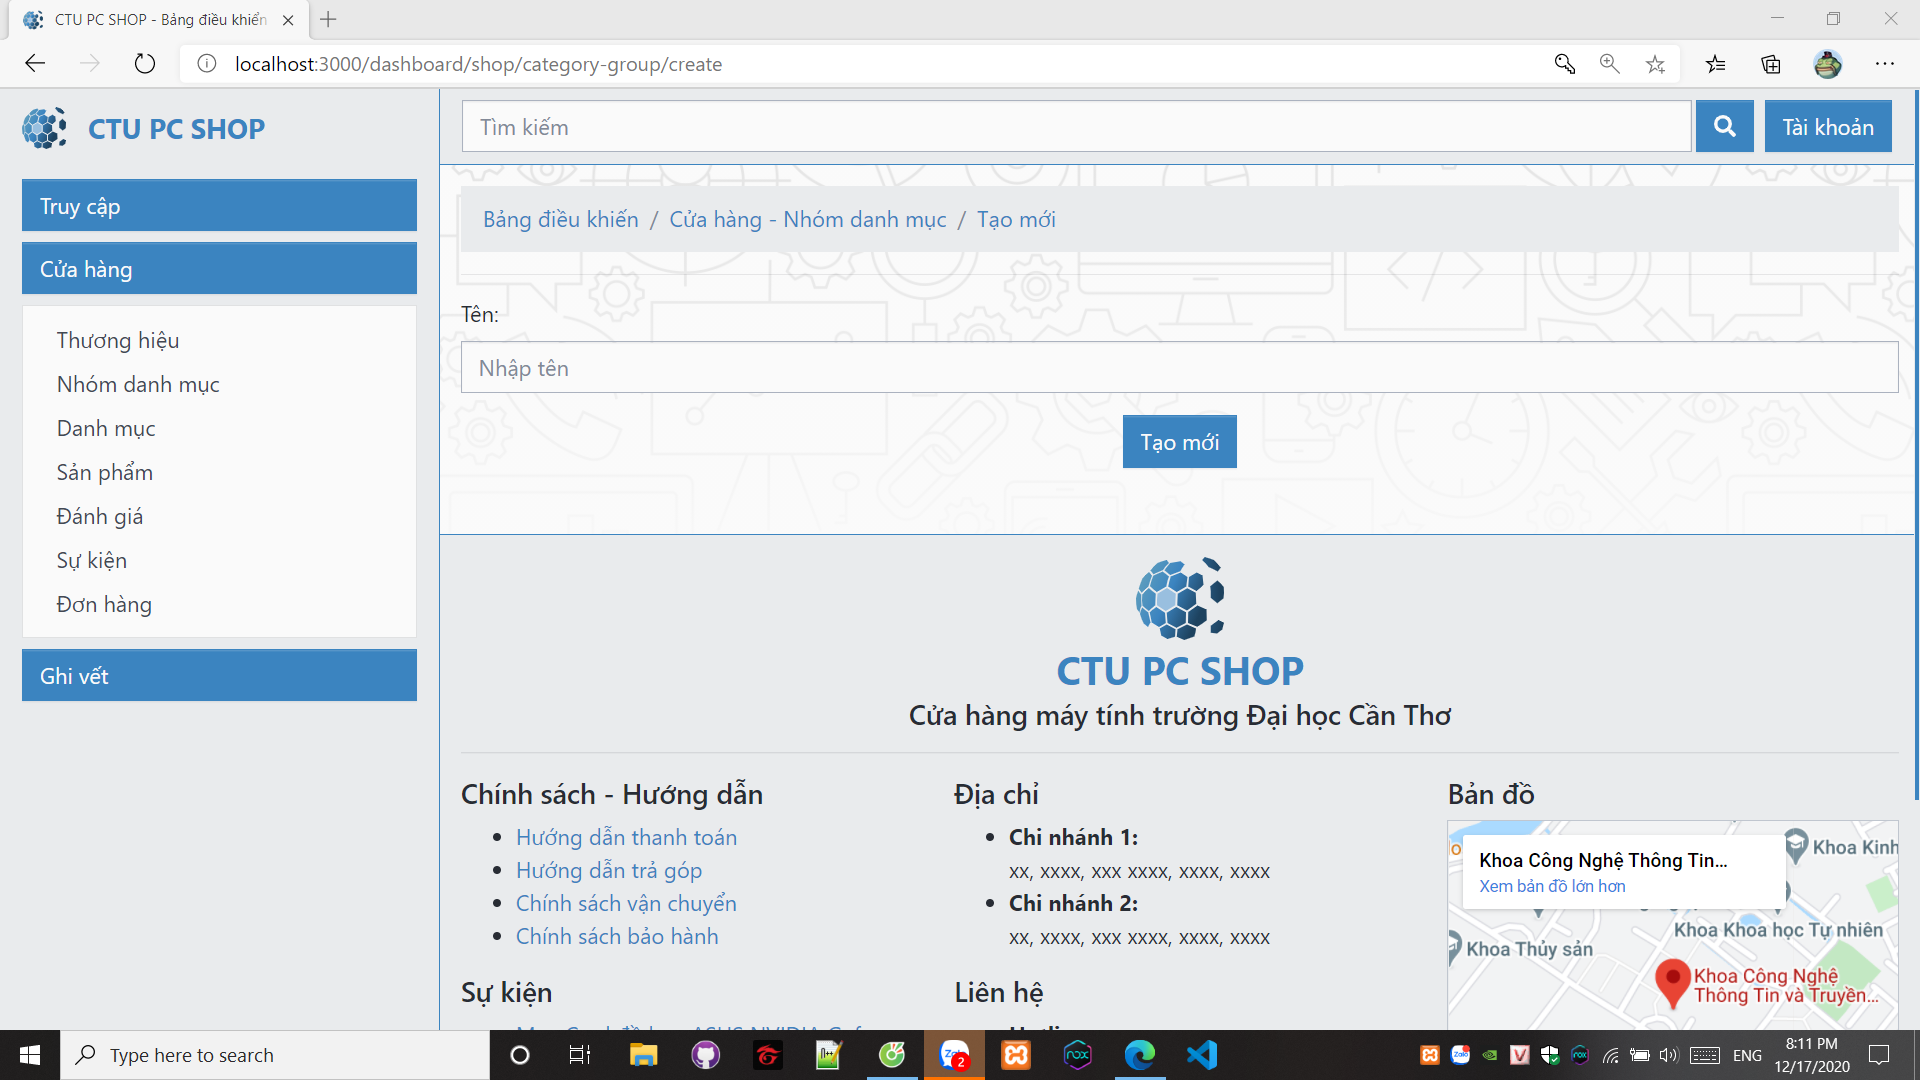 CTU PC SHOP - Bảng điều khiển
localhost:3000/dashboard/shop/category-group/create
CTU PC SHOP
Tìm kiếm
Tài khoản
Truy cập
Cửa hàng
Thương hiệu
Nhóm danh mục
Danh mục
Sản phẩm
Đánh giá
Sự kiện
Đơn hàng
Ghi vết
Bảng điều khiển / Cửa hàng - Nhóm danh mục / Tạo mới
Tên:
Nhập tên
Tạo mới
CTU PC SHOP
Cửa hàng máy tính trường Đại học Cần Thơ
Chính sách - Hướng dẫn
Hướng dẫn thanh toán
Hướng dẫn trả góp
Chính sách vận chuyển
Chính sách bảo hành
Sự kiện
Địa chỉ
Chi nhánh 1:
xx, xxxx, xxx xxxx, xxxx, xxxx
Chi nhánh 2:
xx, xxxx, xxx xxxx, xxxx, xxxx
Liên hệ
Bản đồ
Khoa Công Nghệ Thông Tin...
Xem bản đồ lớn hơn
Khoa Kinh
Khoa Khoa học Tự nhiên
Khoa Thủy sản
Khoa Công Nghệ
Thông Tin và Truyền...
Type here to search
2
ENG
8:11 PM
12/17/2020